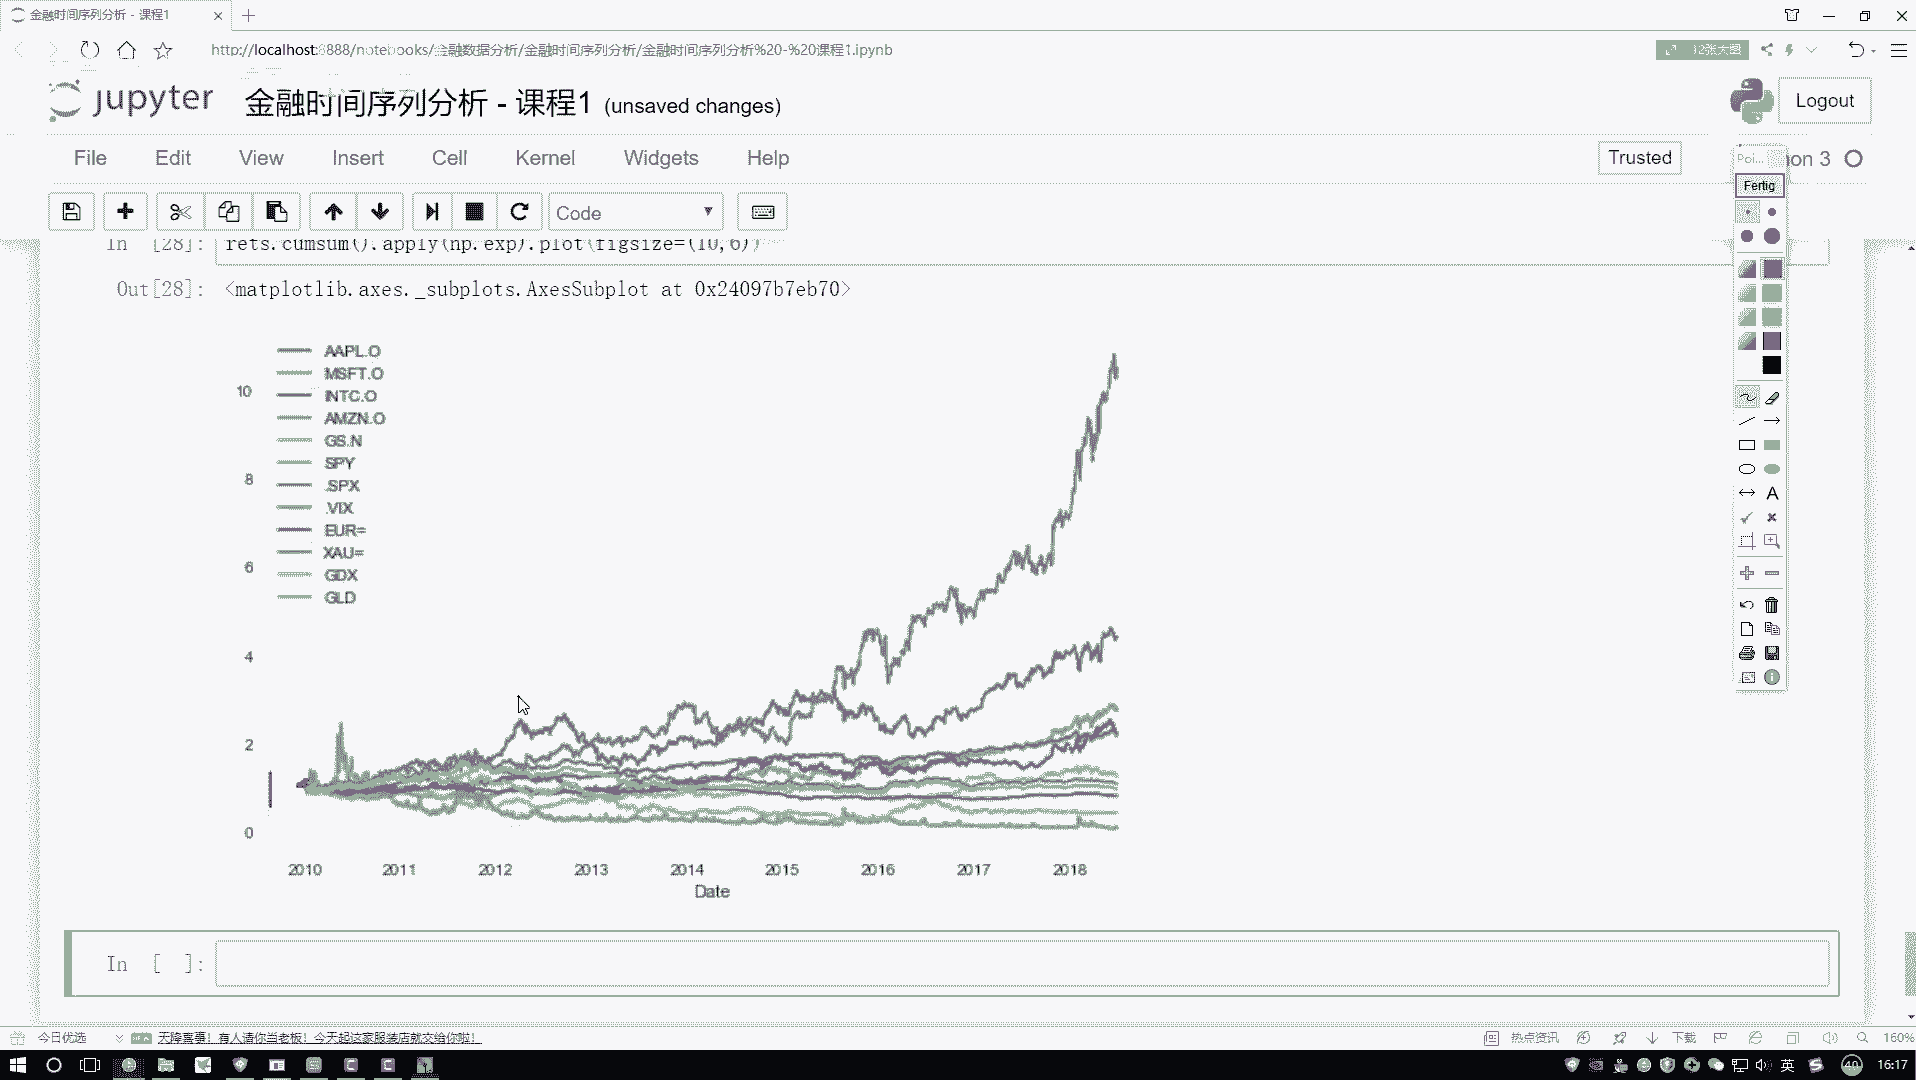 金融时间序列分析 - 课程1
http://localhost:8888/notebooks/金融数据分析/金融时间序列分析/金融时间序列分析%20-%20课程1.ipynb
12张大图
jupyter 金融时间序列分析 - 课程1 (unsaved changes)
Logout
File Edit View Insert Cell Kernel Widgets Help
Trusted
Poi...
on 3
Fertig
Code
In [28]: rets.cumsum().apply(np.exp).plot(figsize=(10,6))
Out[28]: <matplotlib.axes._subplots.AxesSubplot at 0x24097b7eb70>
AAPL.O
MSFT.O
INTC.O
AMZN.O
GS.N
SPY
.SPX
.VIX
EUR=
XAU=
GDX
GLD
10
8
6
4
2
0
2010 2011 2012 2013 2014 2015 2016 2017 2018
Date
In [ ]:
今日优选
天降喜事！有人请你当老板！今天起这家服装店就交给你啦！
热点资讯
下载
160%
英
40
16:17